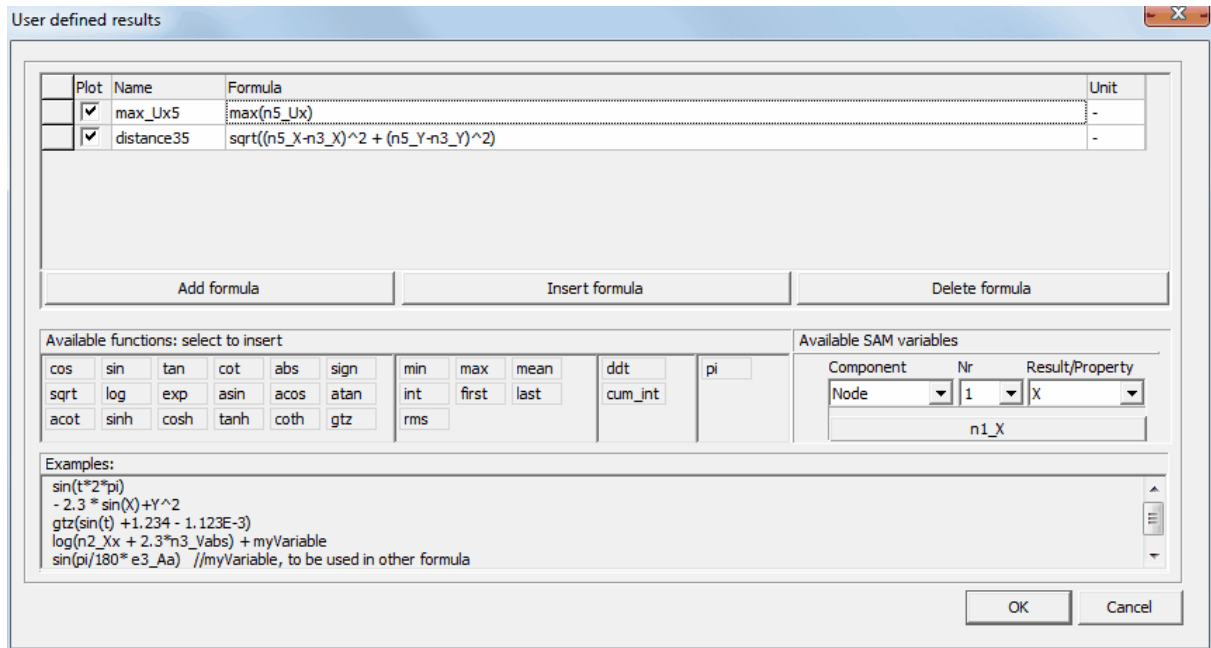 User defined results
X
Plot Name Formula Unit
max_Ux5 max(n5_Ux) -
distance35 sqrt((n5_X-n3_X)^2 + (n5_Y-n3_Y)^2) -
Add formula Insert formula Delete formula
Available functions: select to insert Available SAM variables
cos sin tan cot abs sign min max mean ddt pi Component Nr Result/Property
sqrt log exp asin acos atan int first last cum_int Node 1 X
acot sinh cosh tanh coth gtz rms n1_X
Examples:
sin(t*2*pi)
- 2.3 * sin(X)+Y^2
gtz(sin(t) +1.234 - 1.123E-3)
log(n2_Xx + 2.3*n3_Vabs) + myVariable
sin(pi/180* e3_Aa) //myVariable, to be used in other formula
OK Cancel